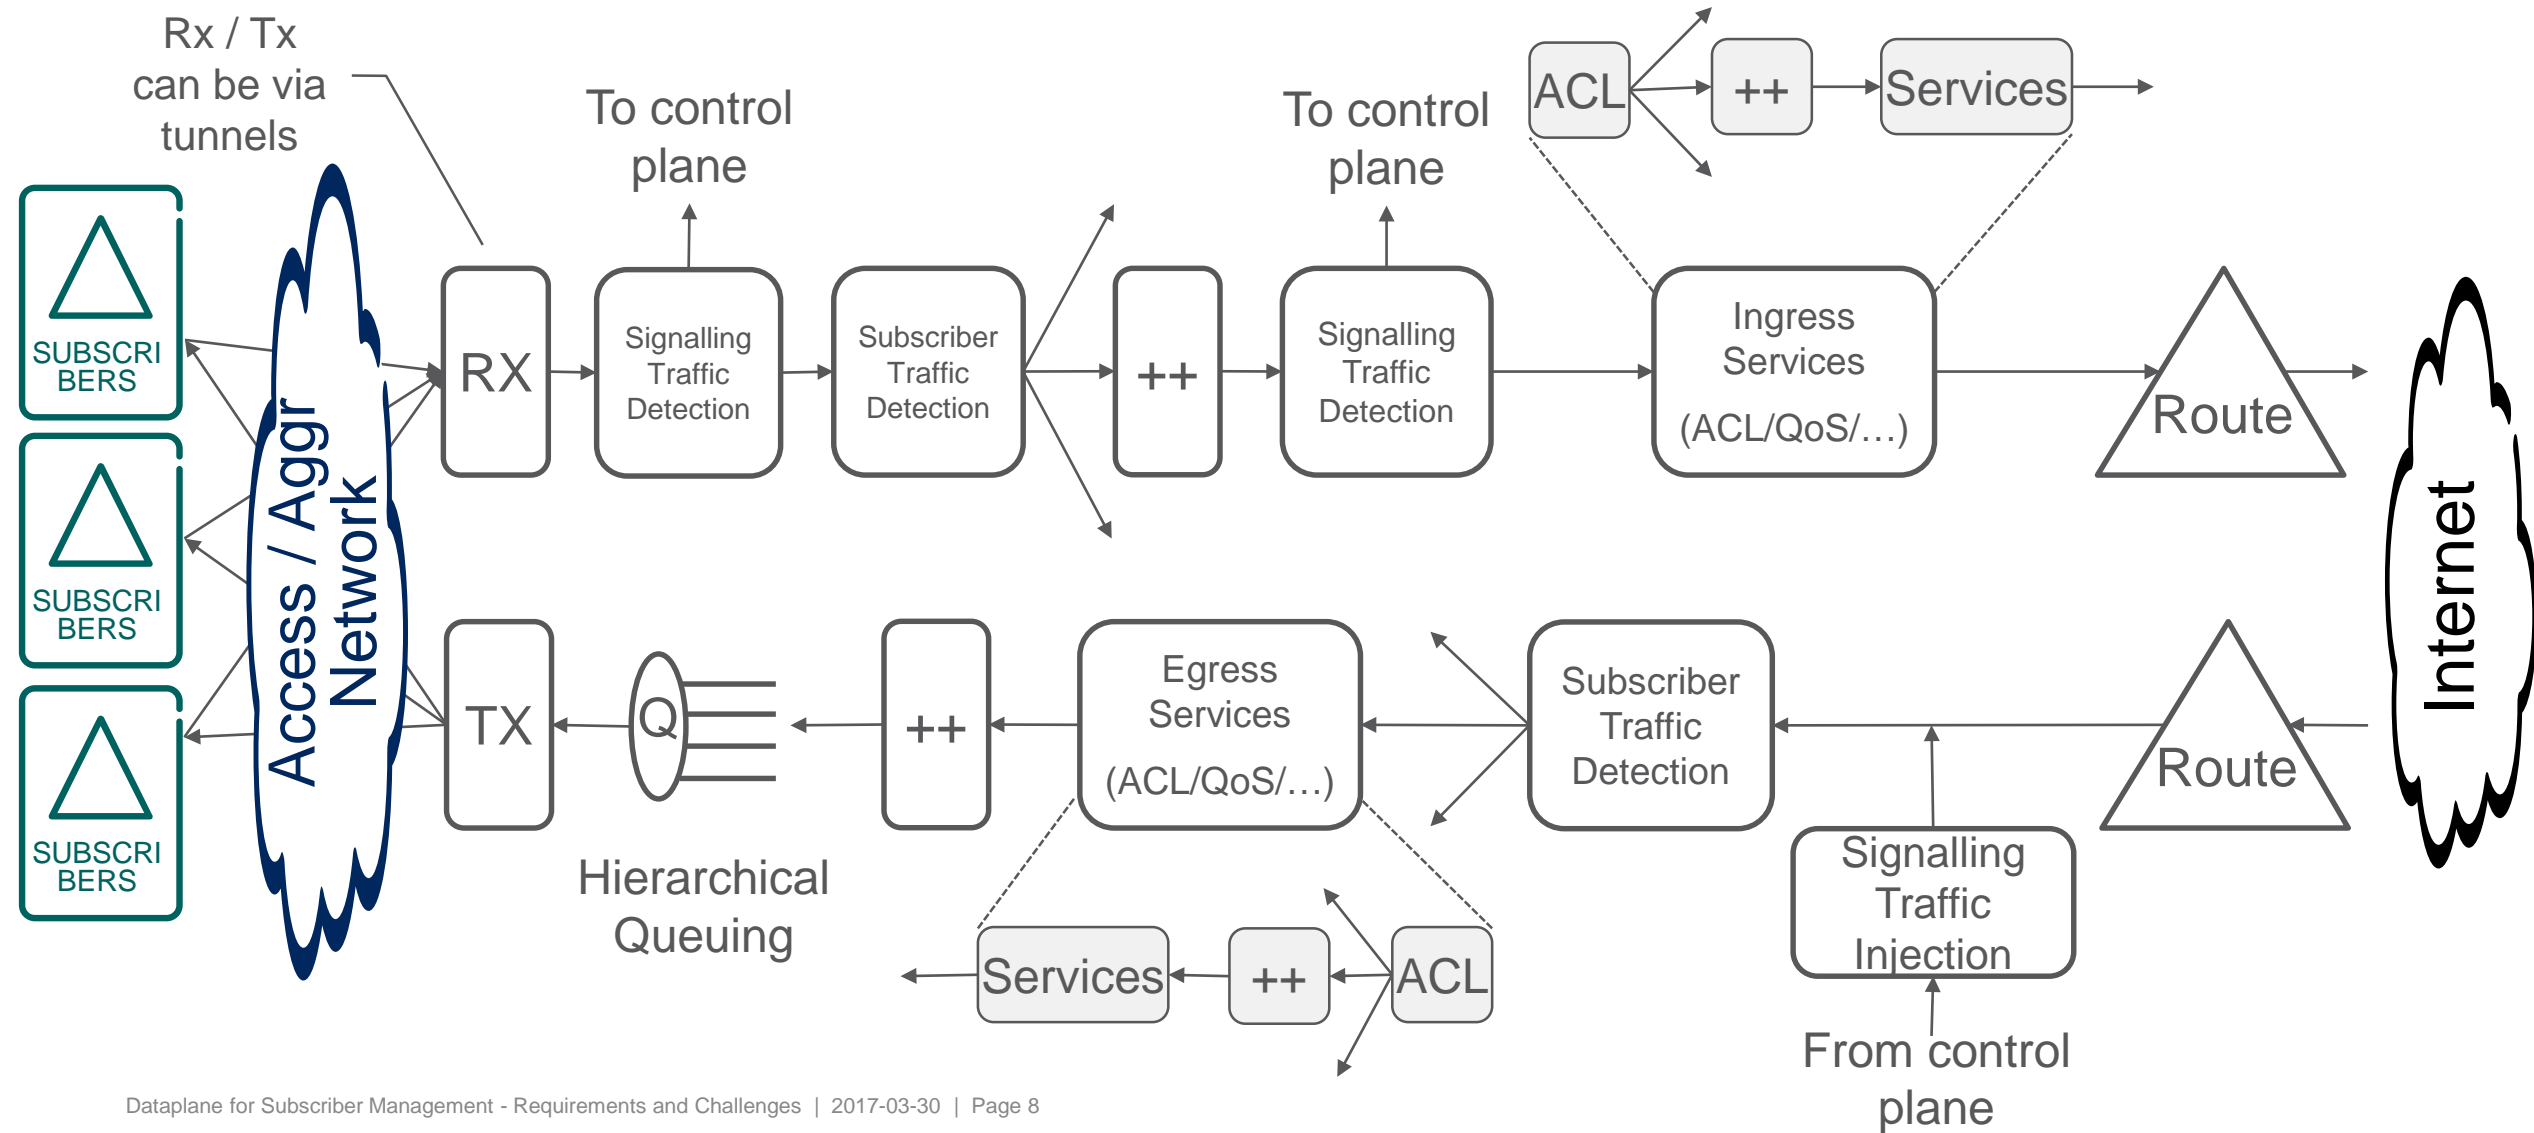 Rx / Tx
can be via
tunnels
To control
plane
To control
plane
ACL
++
Services
SUBSCRI
BERS
SUBSCRI
BERS
SUBSCRI
BERS
Access / Aggr
Network
RX
Signalling
Traffic
Detection
Subscriber
Traffic
Detection
++
Signalling
Traffic
Detection
Ingress
Services
(ACL/QoS/…)
Route
Internet
TX
Q
Hierarchical
Queuing
++
Egress
Services
(ACL/QoS/…)
Subscriber
Traffic
Detection
Route
Services
++
ACL
Signalling
Traffic
Injection
From control
plane
Dataplane for Subscriber Management - Requirements and Challenges | 2017-03-30 | Page 8